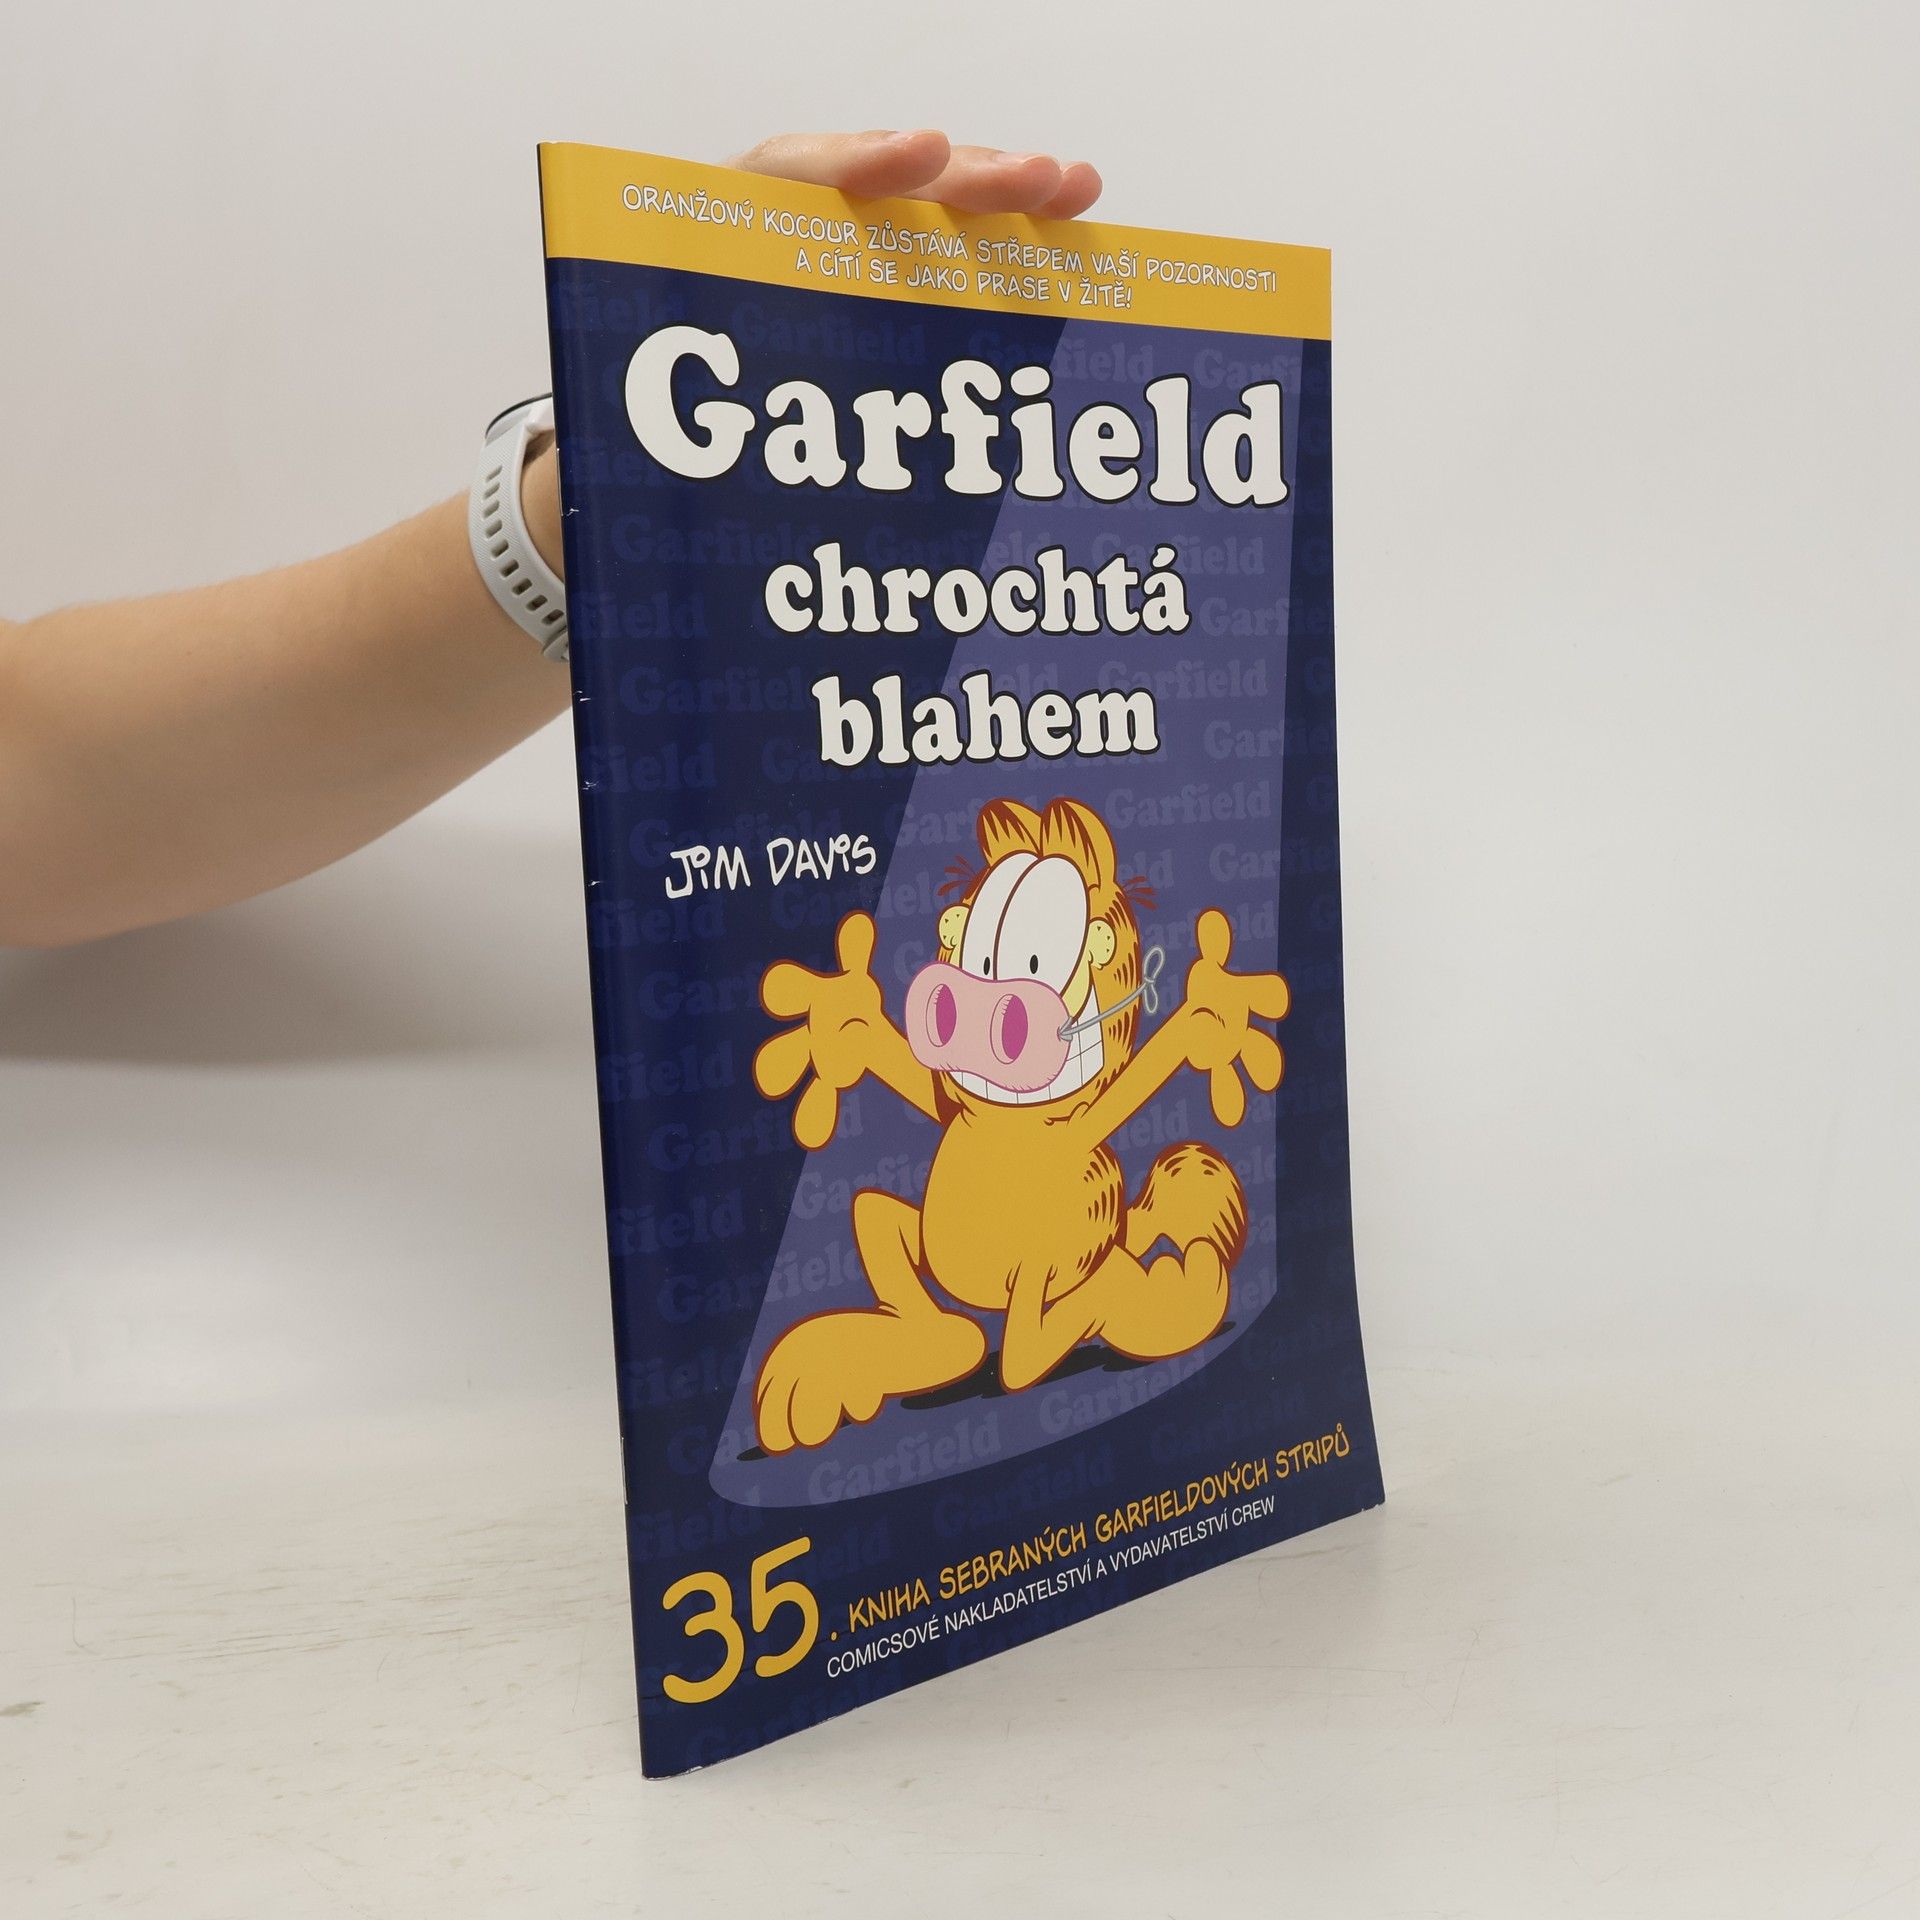 ORANŽOVÝ KOCOUR ZŮSTÁVÁ STŘEDEM VAŠÍ POZORNOSTI
A CÍTÍ SE JAKO PRASE V ŽITĚ!
Garfield
chrochtá
blahem
JIM DAVIS
35. KNIHA SEBRANÝCH GARFIELDOVÝCH STRIPŮ
COMICSOVÉ NAKLADATELSTVÍ A VYDAVATELSTVÍ CREW